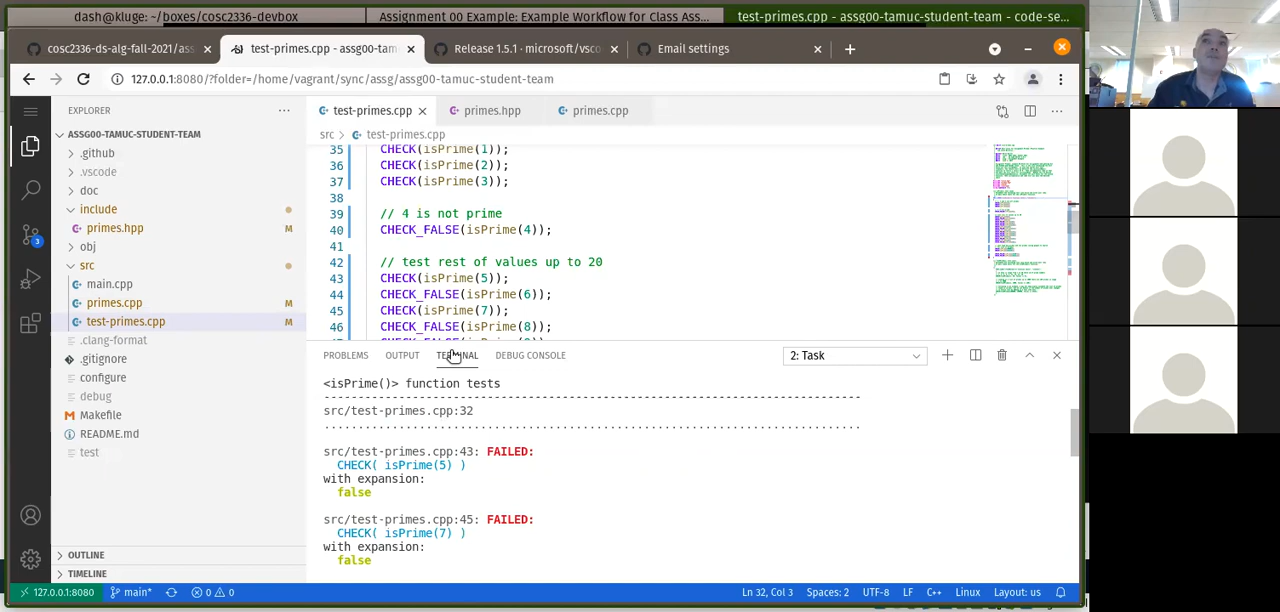 dash@kluge: ~/boxes/cosc2336-devbox
Assignment 00 Example: Example Workflow for Class Ass...
test-primes.cpp - assg00-tamuc-student-team - code-se...
cosc2336-ds-alg-fall-2021/ass
test-primes.cpp - assg00-tam
Release 1.5.1 · microsoft/vsco
Email settings
127.0.0.1:8080/?folder=/home/vagrant/sync/assg/assg00-tamuc-student-team
EXPLORER
test-primes.cpp
primes.hpp
primes.cpp
ASSG00-TAMUC-STUDENT-TEAM
src > test-primes.cpp
.github
.vscode
doc
include
primes.hpp M
obj
src
main.cpp
primes.cpp M
test-primes.cpp M
.clang-format
.gitignore
configure
debug
Makefile
README.md
test
OUTLINE
TIMELINE
3
35 CHECK(isPrime(1));
36 CHECK(isPrime(2));
37 CHECK(isPrime(3));
38
39 // 4 is not prime
40 CHECK_FALSE(isPrime(4));
41
42 // test rest of values up to 20
43 CHECK(isPrime(5));
44 CHECK_FALSE(isPrime(6));
45 CHECK(isPrime(7));
46 CHECK_FALSE(isPrime(8));
PROBLEMS OUTPUT TERMINAL DEBUG CONSOLE
2: Task
<isPrime()> function tests
-------------------------------------------------------------------------------
src/test-primes.cpp:32
...............................................................................
src/test-primes.cpp:43: FAILED:
CHECK( isPrime(5) )
with expansion:
false
src/test-primes.cpp:45: FAILED:
CHECK( isPrime(7) )
with expansion:
false
127.0.0.1:8080
main*
0 0
Ln 32, Col 3
Spaces: 2
UTF-8
LF
C++
Linux
Layout: us